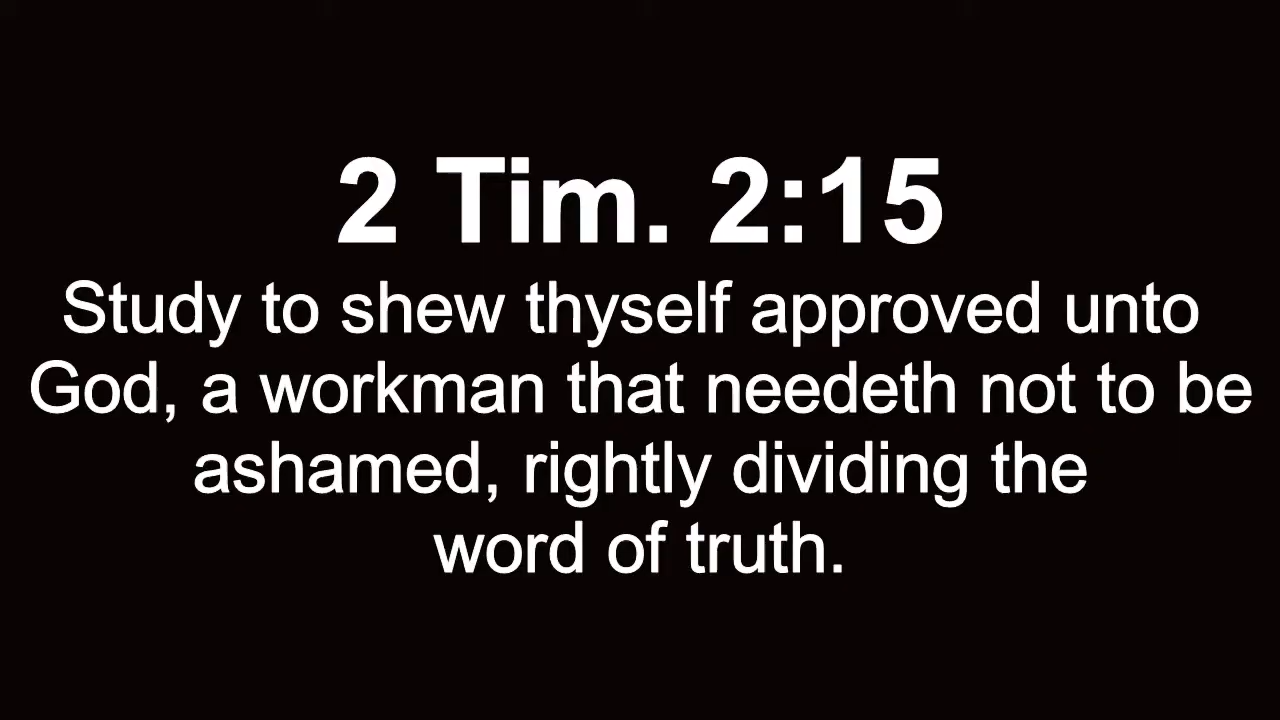 2 Tim. 2:15
Study to shew thyself approved unto
God, a workman that needeth not to be
ashamed, rightly dividing the
word of truth.